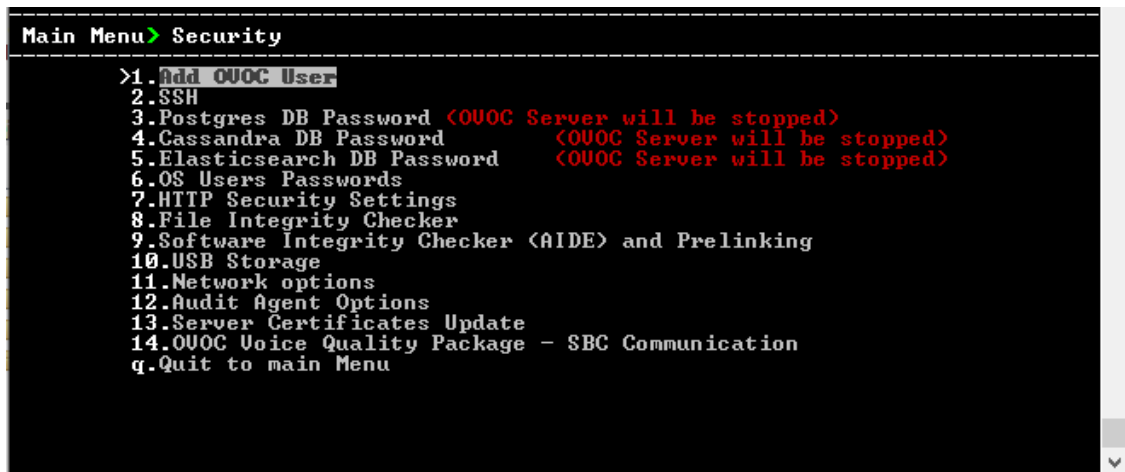 Main Menu> Security
>1.Add OVOC User
2.SSH
3.Postgres DB Password (OVOC Server will be stopped)
4.Cassandra DB Password (OVOC Server will be stopped)
5.Elasticsearch DB Password (OVOC Server will be stopped)
6.OS Users Passwords
7.HTTP Security Settings
8.File Integrity Checker
9.Software Integrity Checker (AIDE) and Prelinking
10.USB Storage
11.Network options
12.Audit Agent Options
13.Server Certificates Update
14.OVOC Voice Quality Package - SBC Communication
q.Quit to main Menu